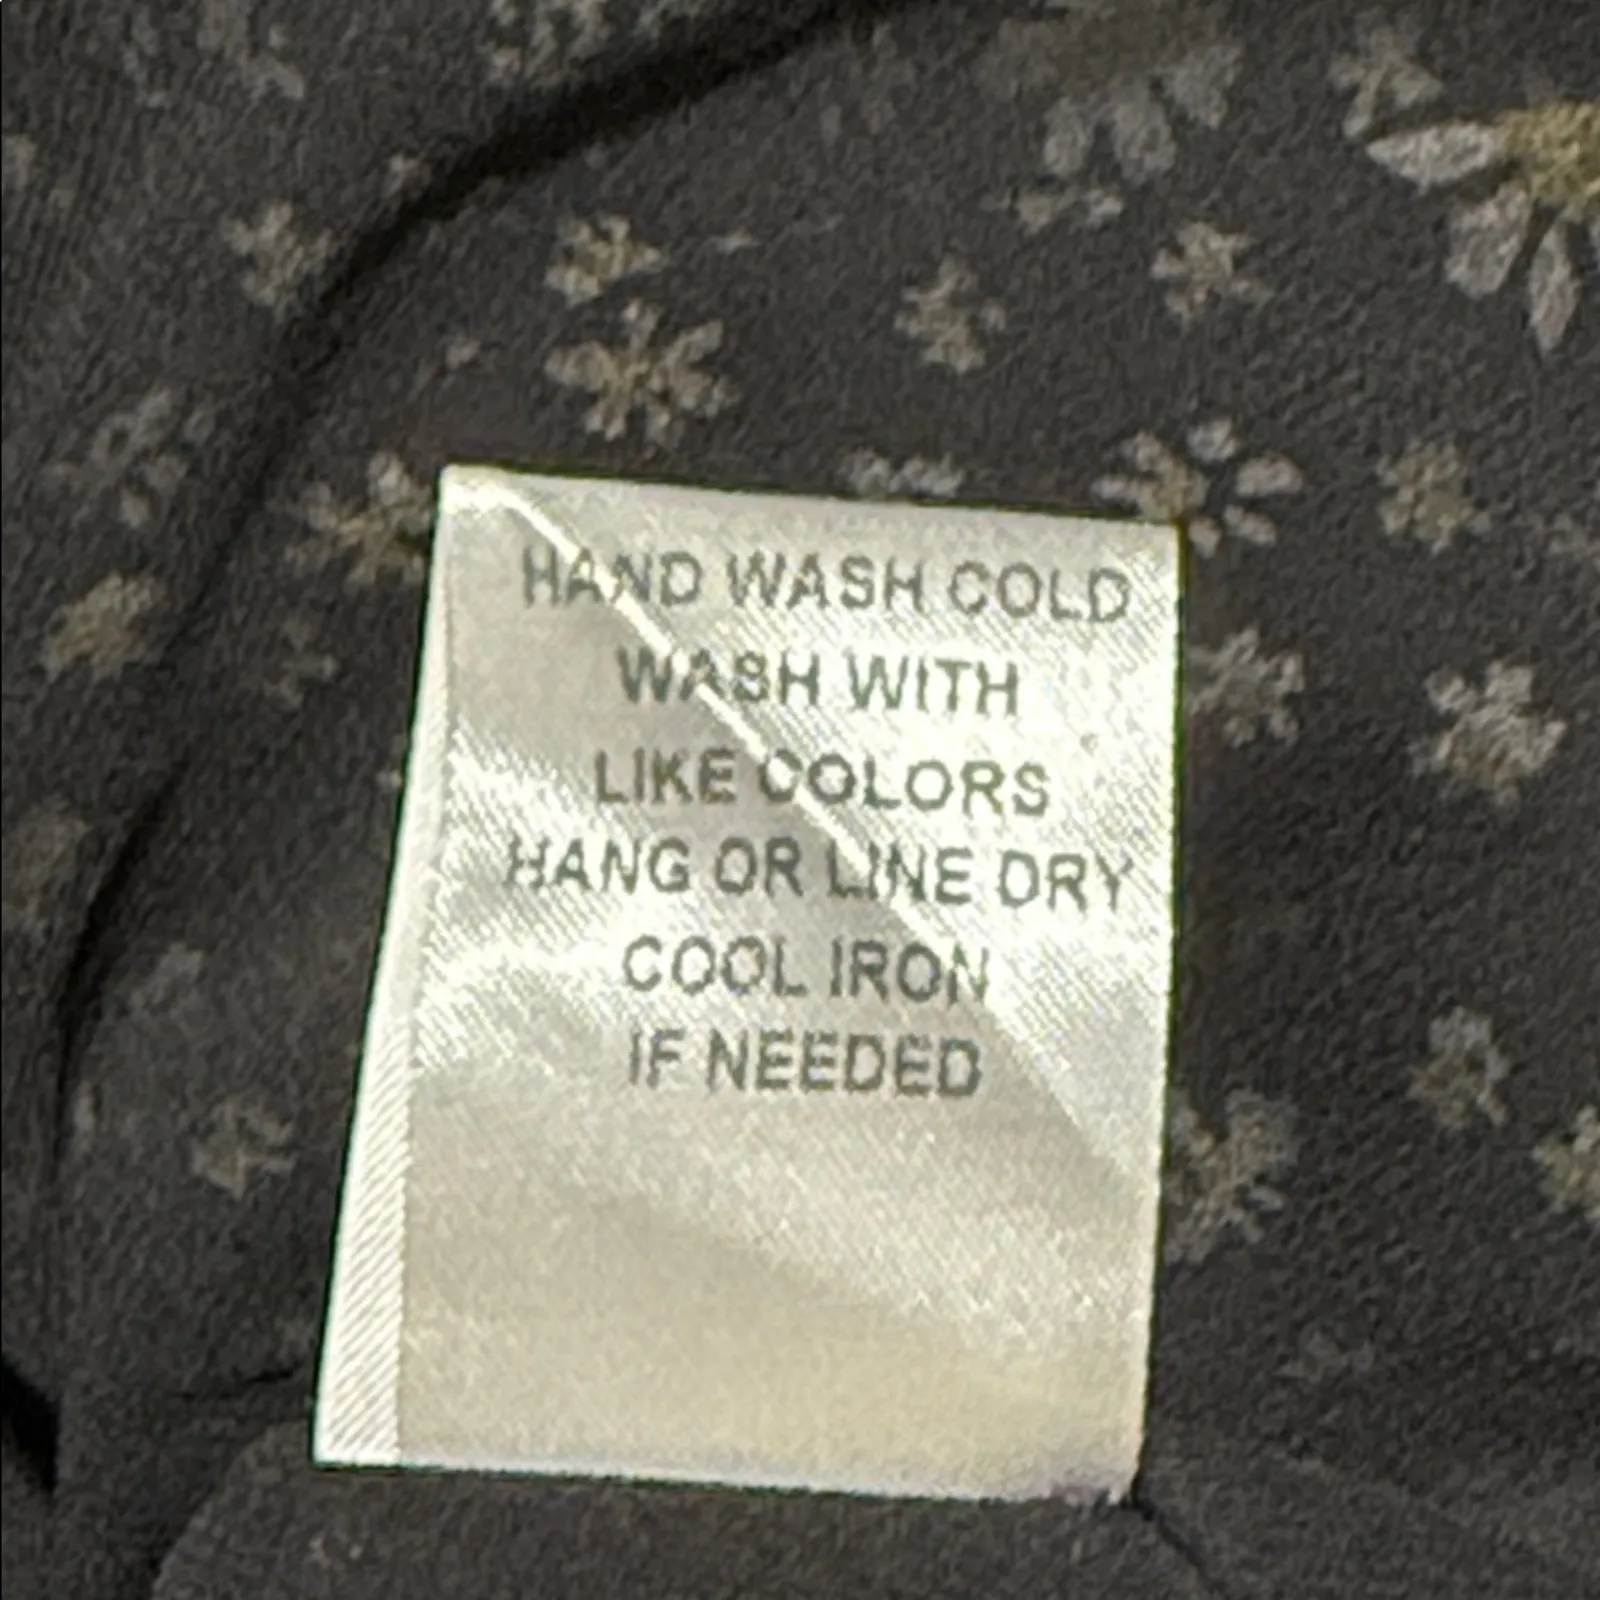 HAND WASH COLD
WASH WITH
LIKE COLORS
HANG OR LINE DRY
COOL IRON
IF NEEDED